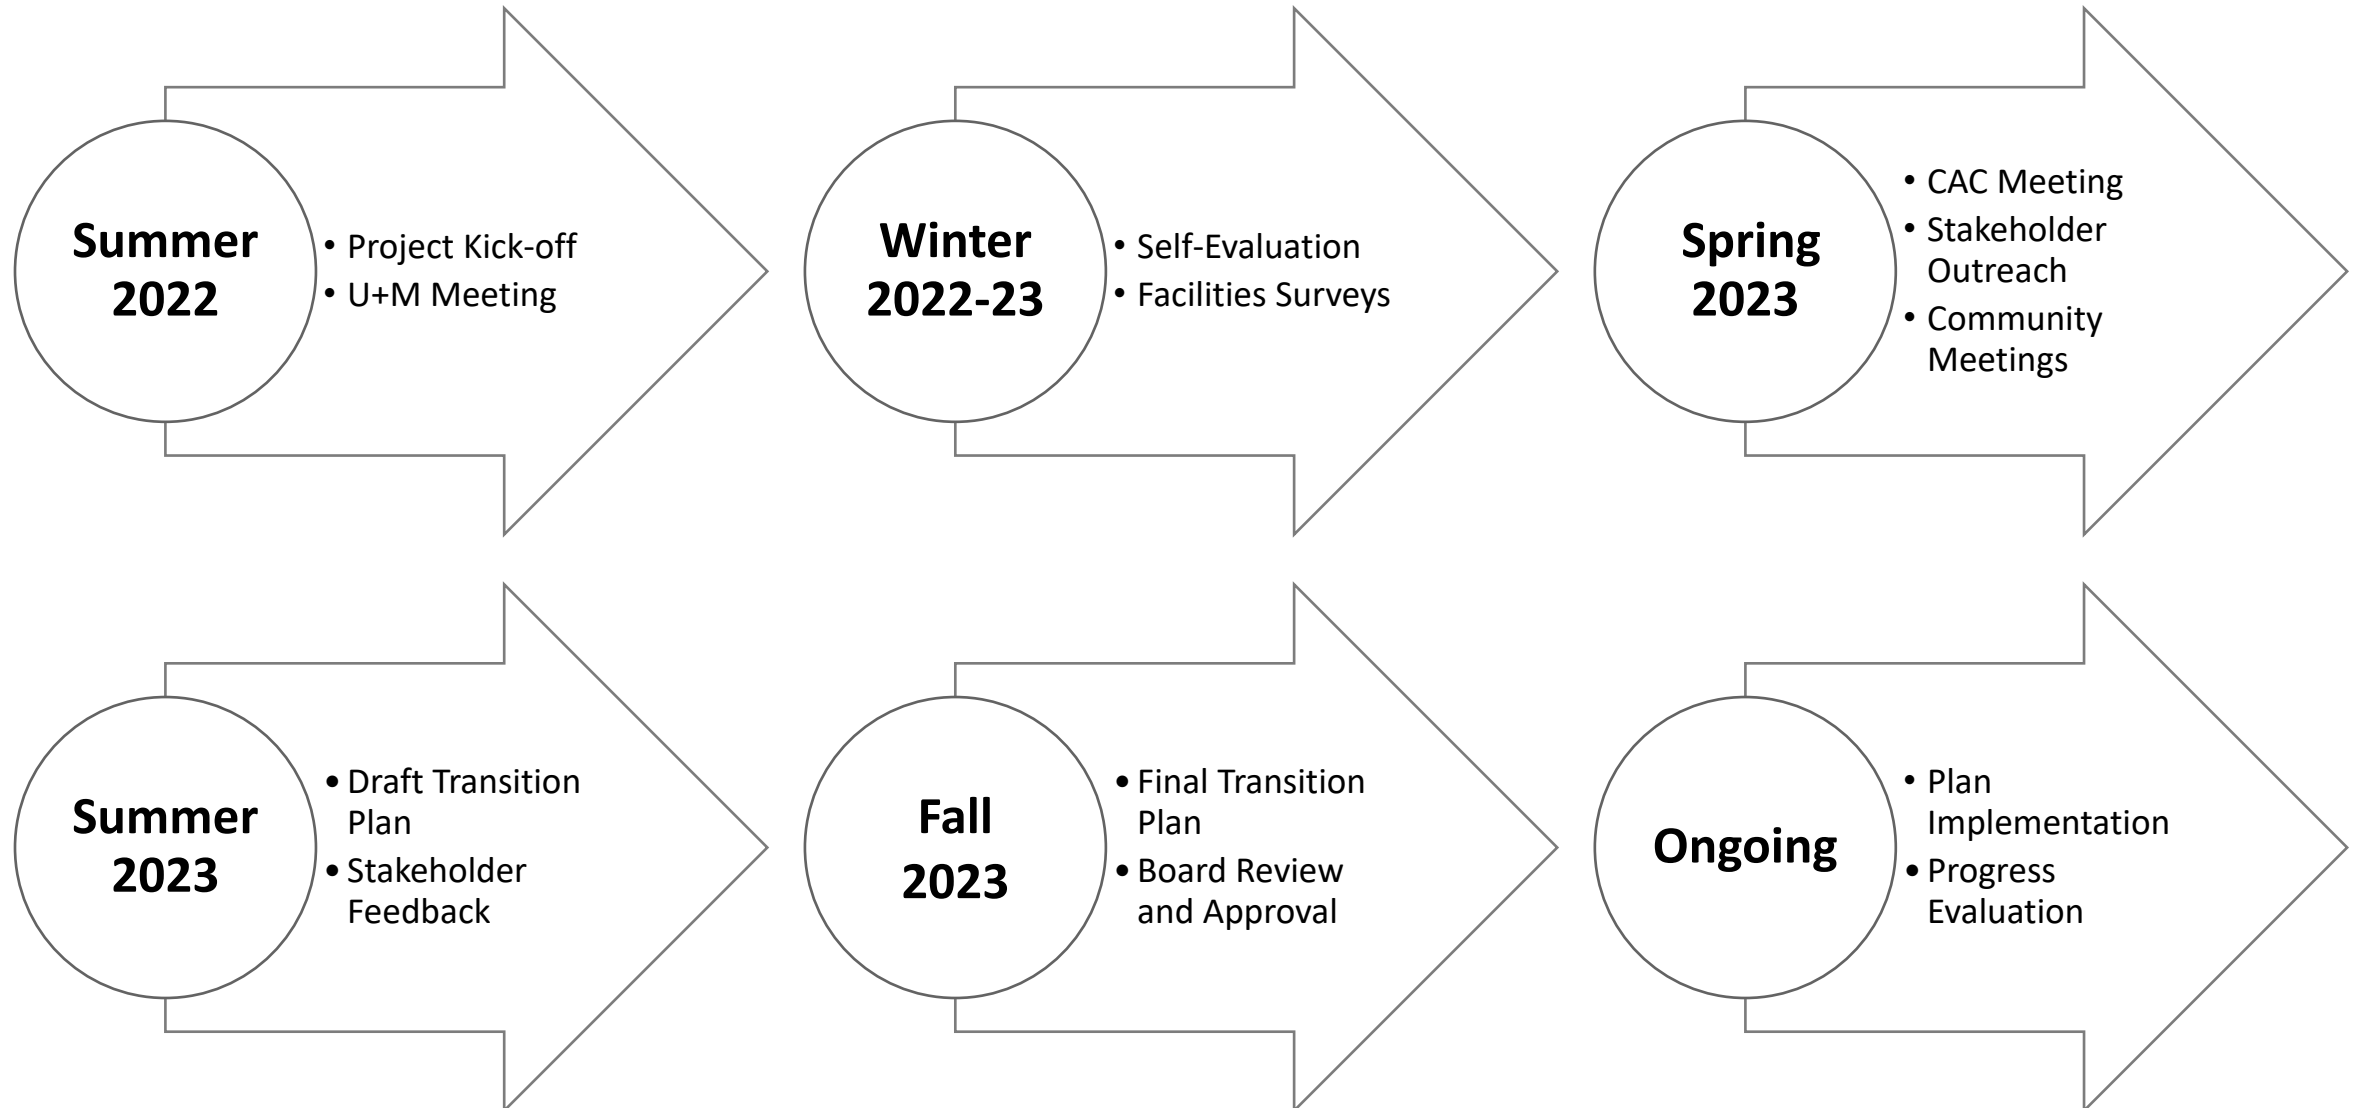 Summer
2022
• Project Kick-off
• U+M Meeting
Winter
2022-23
• Self-Evaluation
• Facilities Surveys
Spring
2023
• CAC Meeting
• Stakeholder
Outreach
• Community
Meetings
Summer
2023
• Draft Transition
Plan
• Stakeholder
Feedback
Fall
2023
• Final Transition
Plan
• Board Review
and Approval
Ongoing
• Plan
Implementation
• Progress
Evaluation